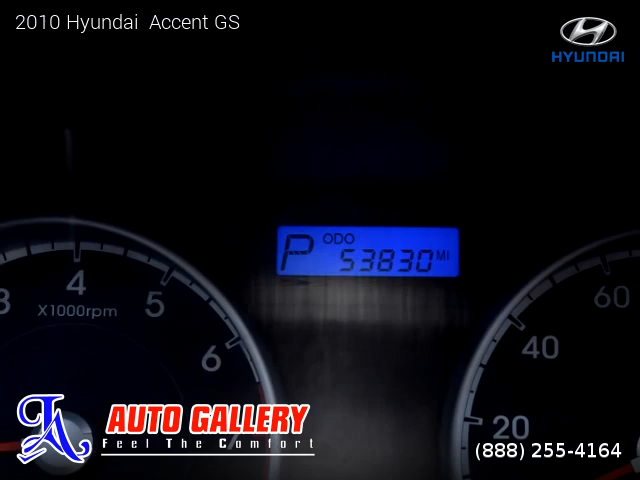 2010 Hyundai Accent GS
HYUNDAI
P ODO 53830 MI
3 4 5 6
X1000rpm
60
40
20
AUTO GALLERY
Feel The Comfort
(888) 255-4164